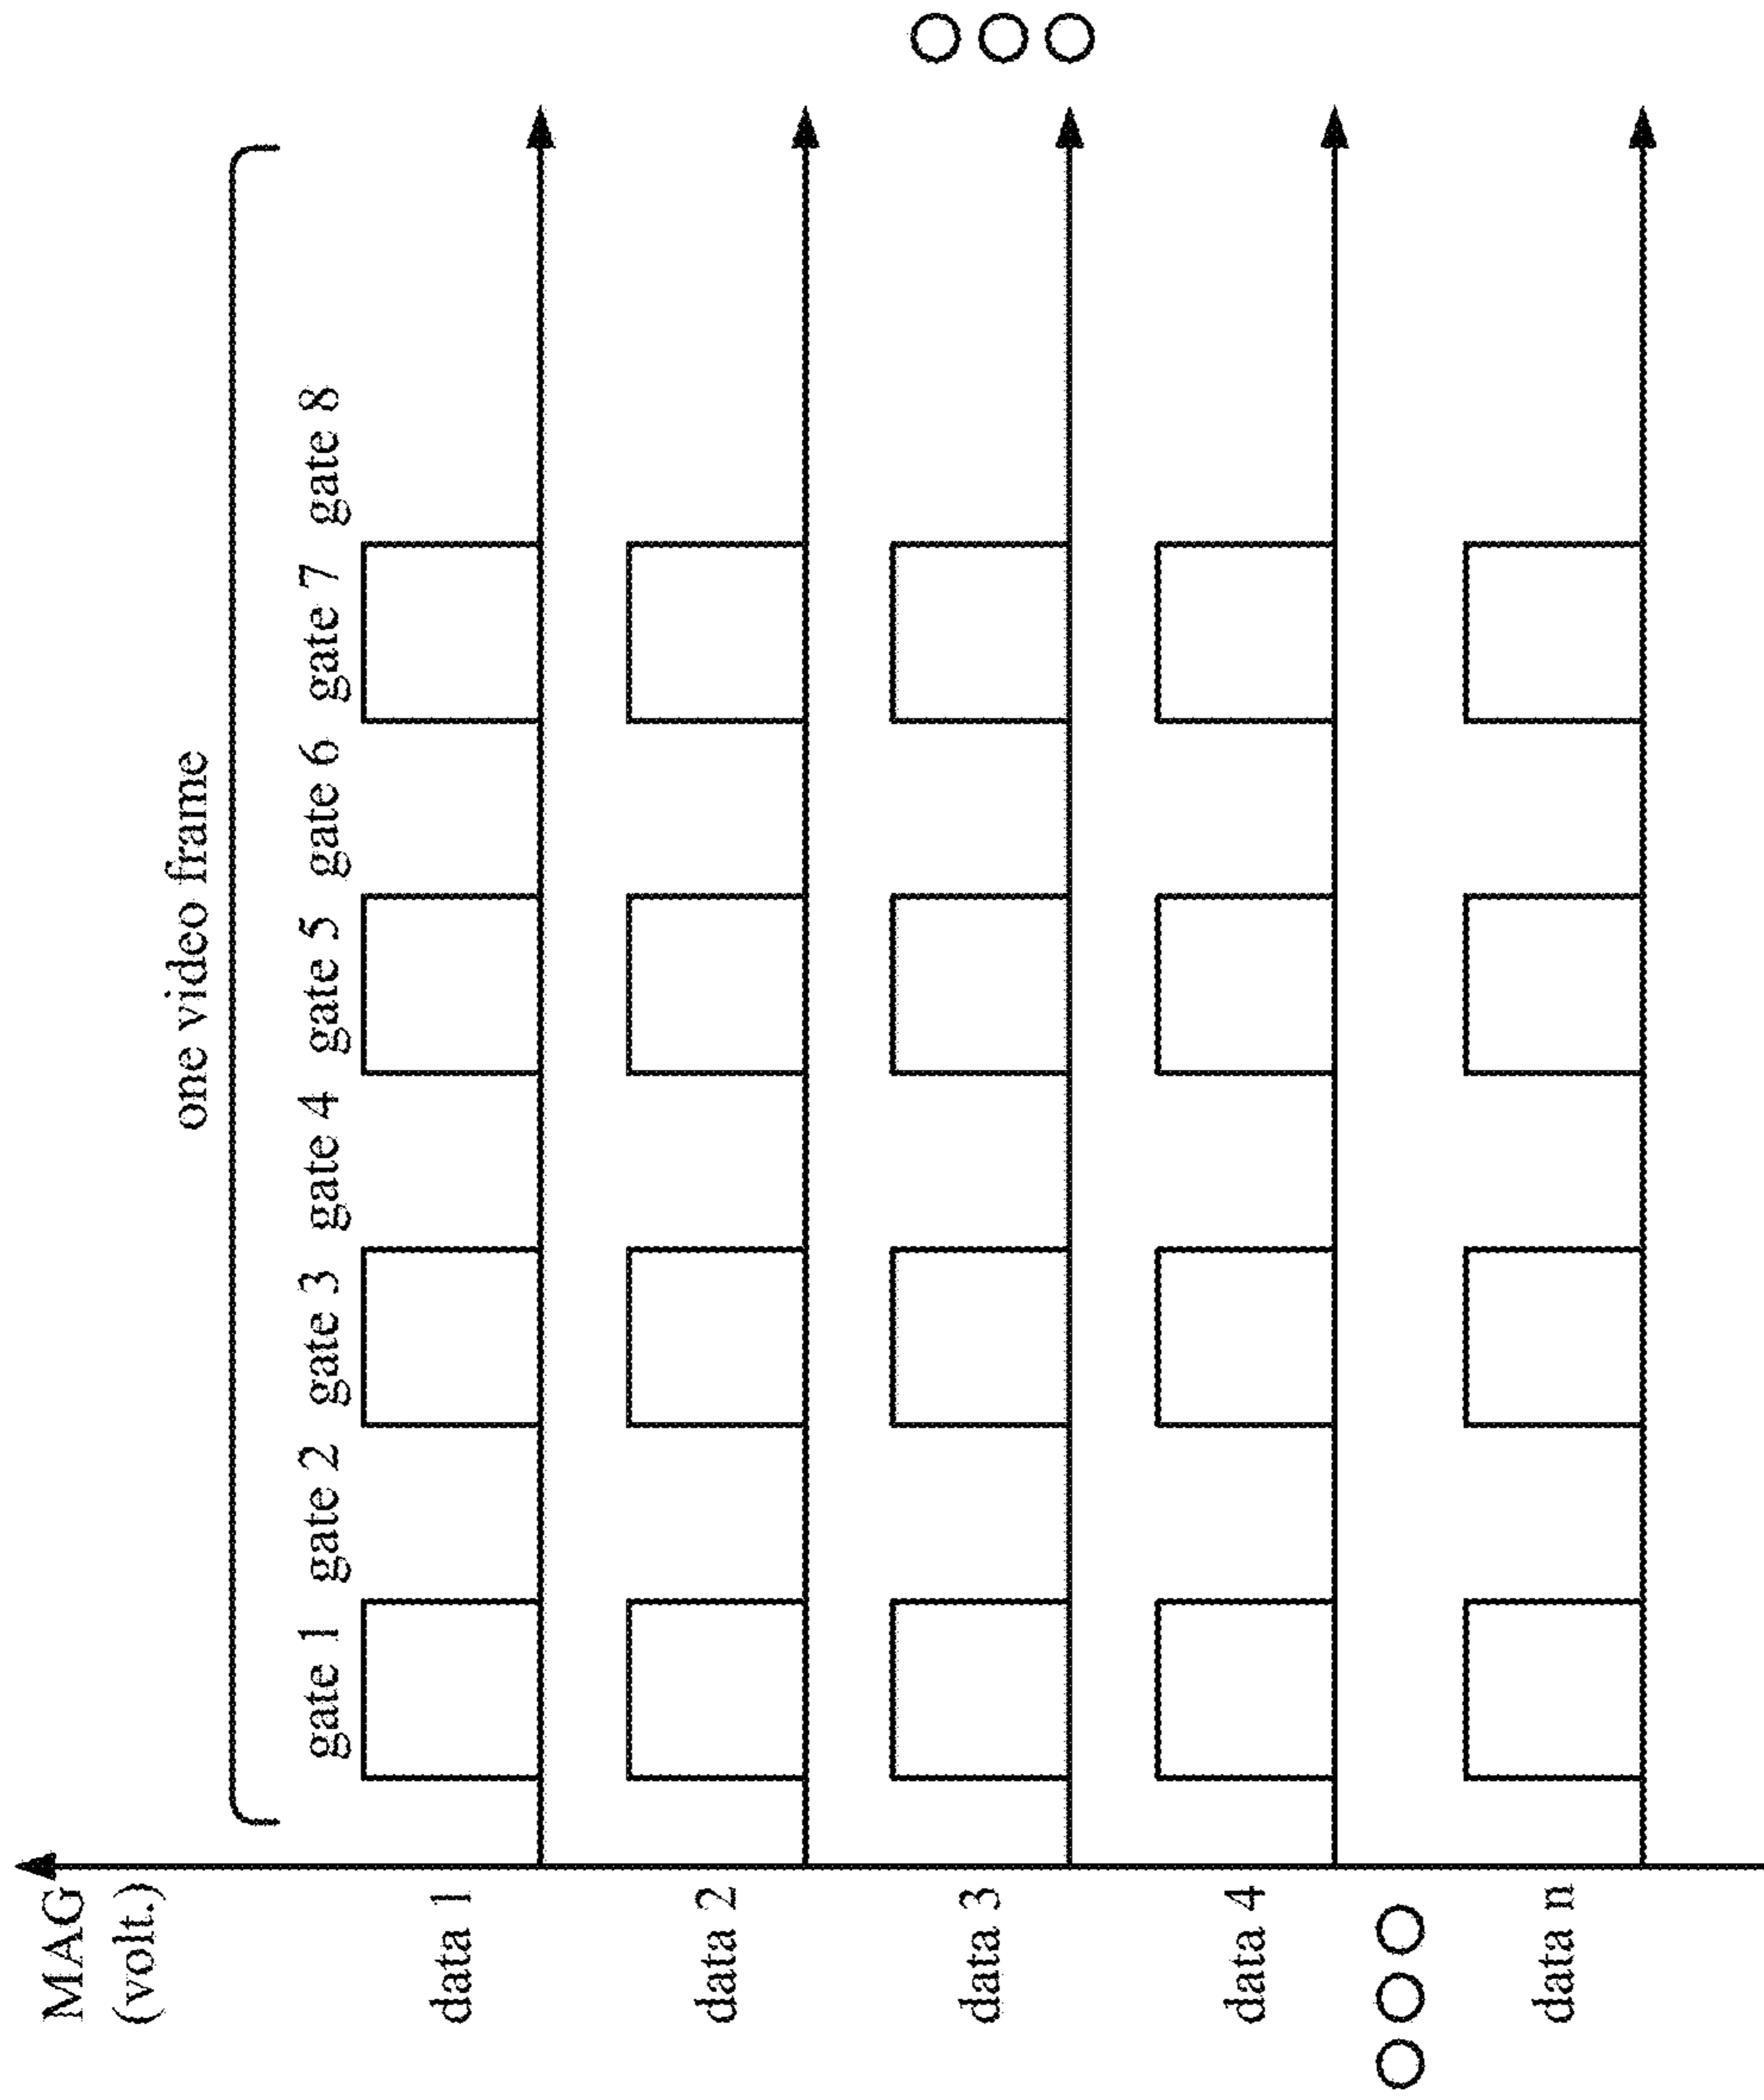 MAG
(volt.)
one video frame
gate 1 gate 2 gate 3 gate 4 gate 5 gate 6 gate 7 gate 8
data 1
data 2
data 3
data 4
data n